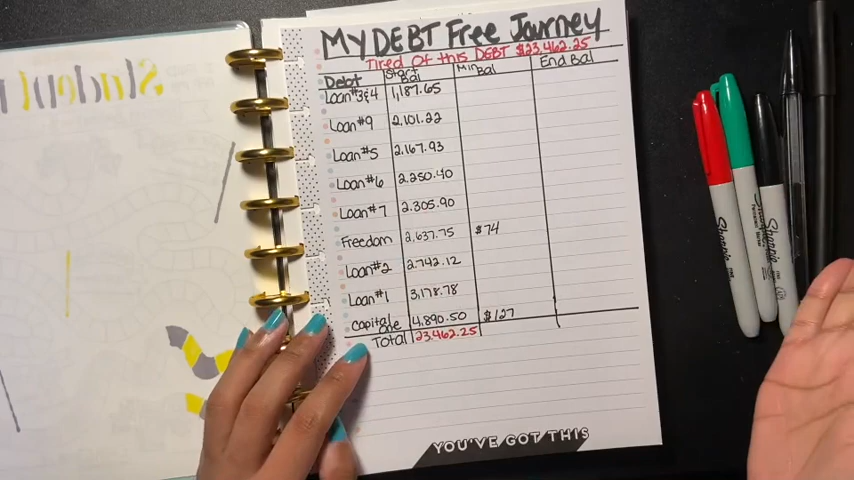 MY DEBT Free Journey
Tired of this DEBT $23,462.25
Debt Start Bal Min Bal End Bal
Loan#3&4 1,187.65
Loan#9 2,101.22
Loan#5 2,167.93
Loan#6 2,250.40
Loan#7 2,305.90
Freedom 2,637.75 $74
Loan#2 2,742.12
Loan#1 3,178.78
Capital one 4,890.50 $127
Total 23,462.25
YOU'VE GOT THIS
Student
Sharpie
Sharpie
Sharpie